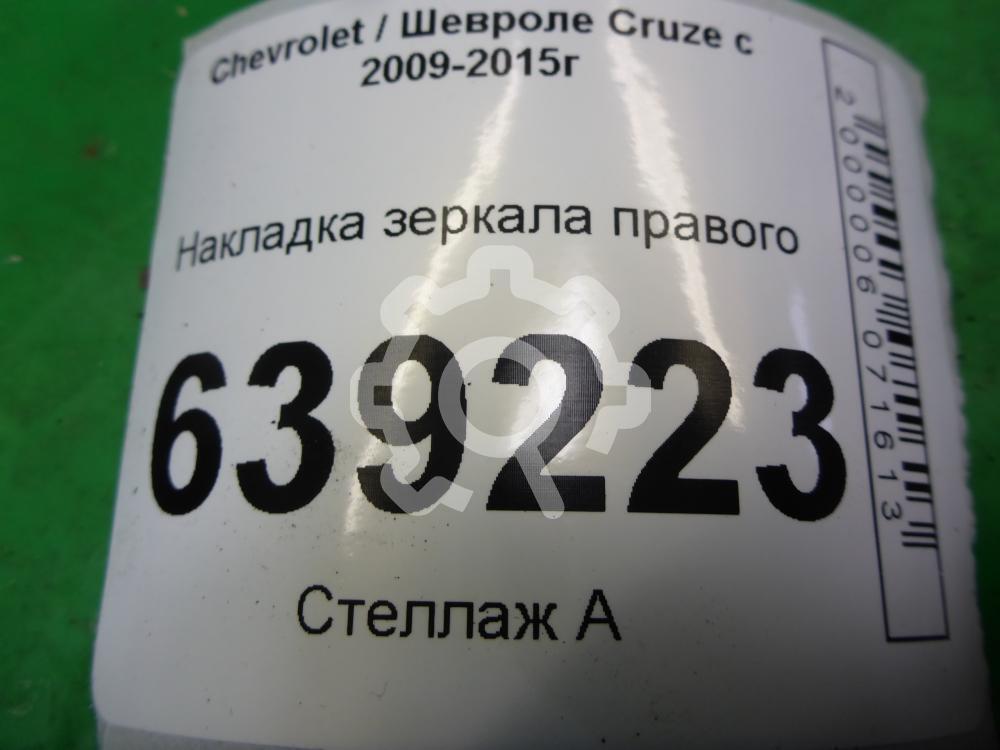 Chevrolet / Шевроле Cruze с
2009-2015г
Накладка зеркала правого
639223
Стеллаж А
2000006071613